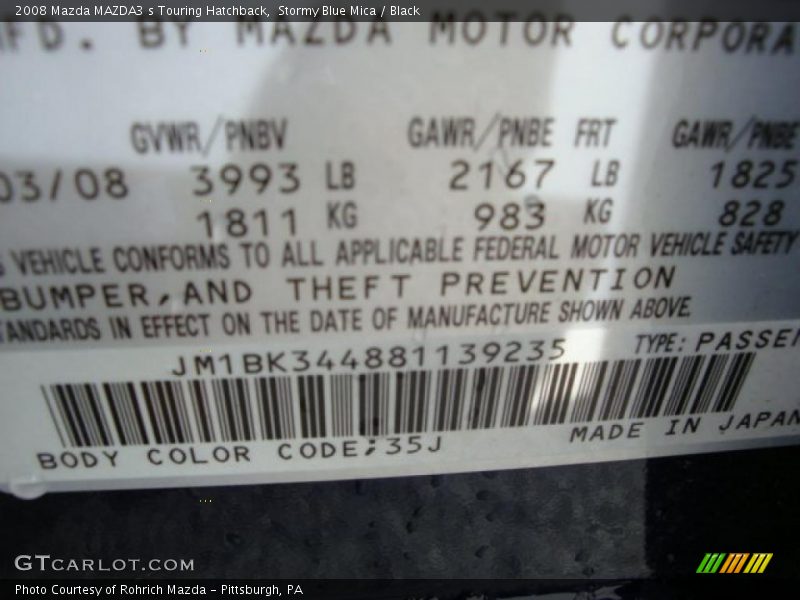 2008 Mazda MAZDA3 s Touring Hatchback, Stormy Blue Mica / Black
MFD. BY MAZDA MOTOR CORPORA
GVWR/PNBV GAWR/PNBE FRT GAWR/PNBE
03/08 3993 LB 2167 LB 1825
1811 KG 983 KG 828
S VEHICLE CONFORMS TO ALL APPLICABLE FEDERAL MOTOR VEHICLE SAFETY
BUMPER,AND THEFT PREVENTION
TANDARDS IN EFFECT ON THE DATE OF MANUFACTURE SHOWN ABOVE.
JM1BK344881139235 TYPE: PASSEN
BODY COLOR CODE;35J MADE IN JAPAN
GTCARLOT.COM
Photo Courtesy of Rohrich Mazda - Pittsburgh, PA